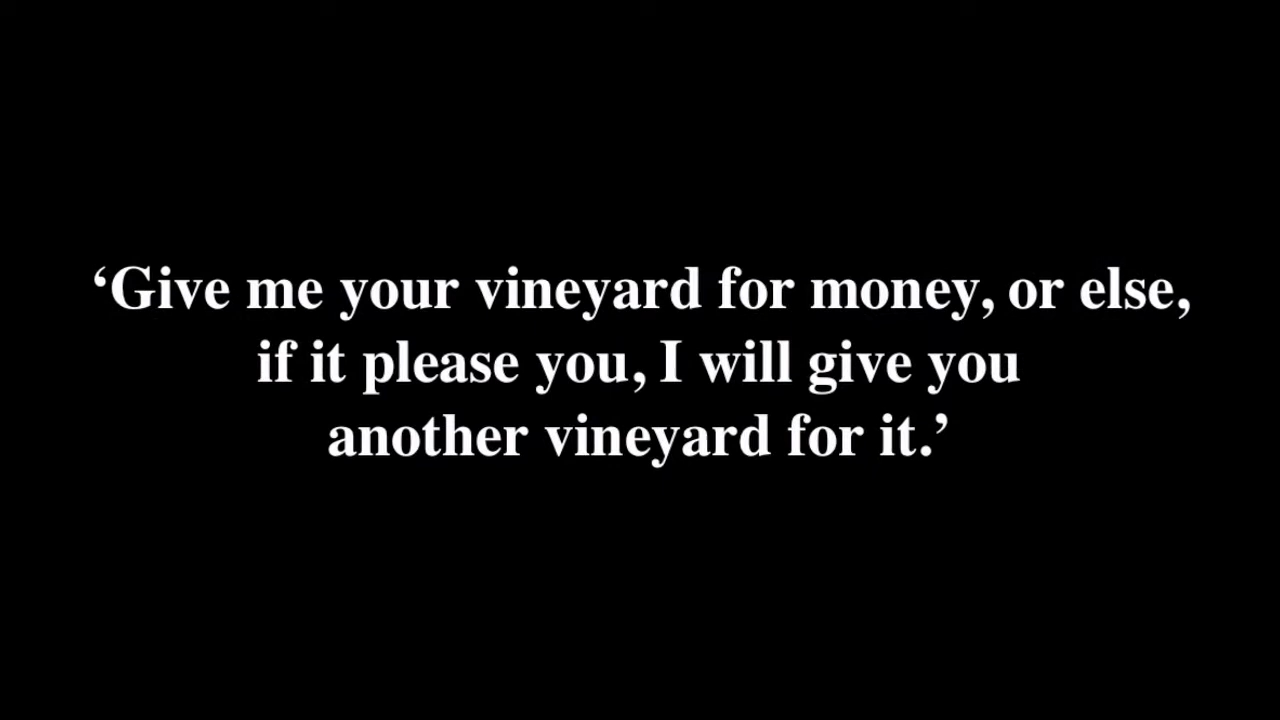 ‘Give me your vineyard for money, or else,
if it please you, I will give you
another vineyard for it.’